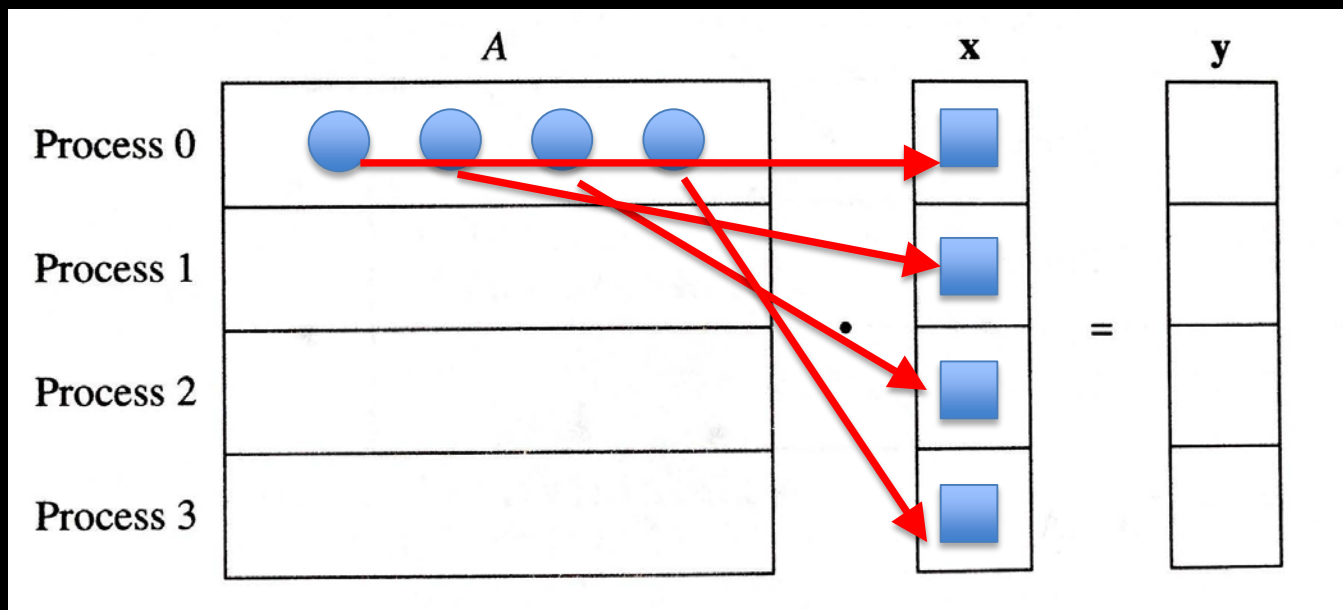 A x y
Process 0
Process 1
Process 2
• =
Process 3